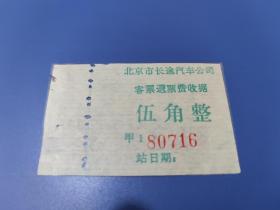 北京市长途汽车公司
客票退票费收据
伍角整
甲：80716
站日期：